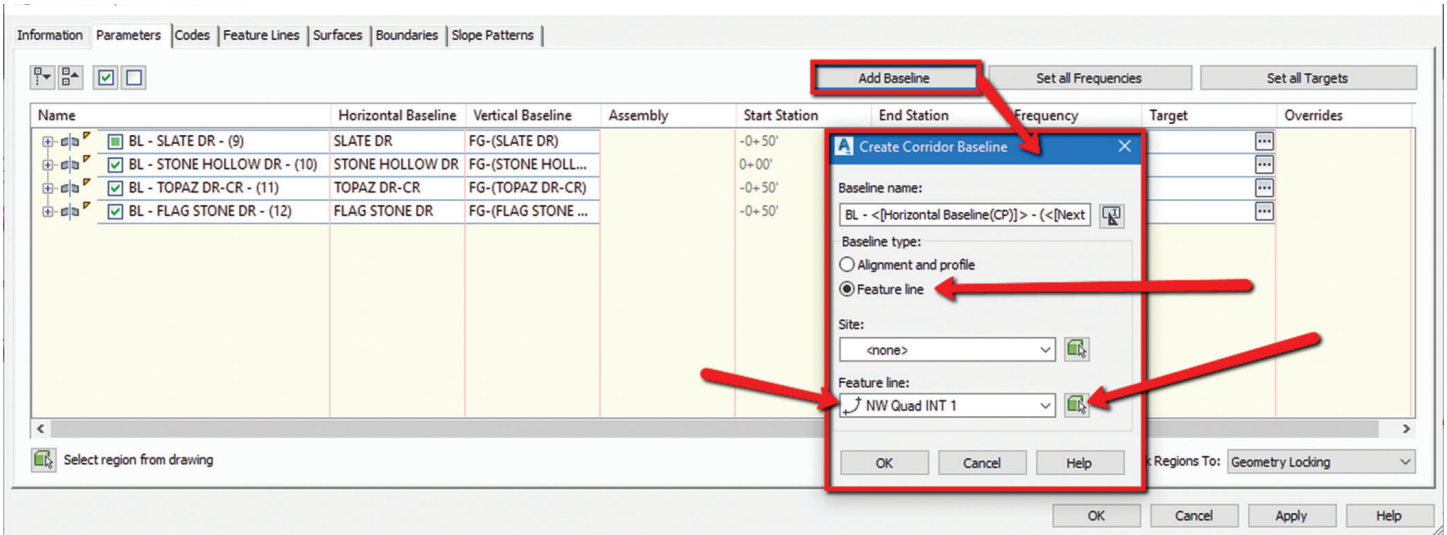 Information Parameters Codes Feature Lines Surfaces Boundaries Slope Patterns
Add Baseline Set all Frequencies Set all Targets
Name Horizontal Baseline Vertical Baseline Assembly Start Station End Station Frequency Target Overrides
BL - SLATE DR - (9) SLATE DR FG-(SLATE DR) -0+50' ...
BL - STONE HOLLOW DR - (10) STONE HOLLOW DR FG-(STONE HOLL... 0+00' ...
BL - TOPAZ DR-CR - (11) TOPAZ DR-CR FG-(TOPAZ DR-CR) -0+50' ...
BL - FLAG STONE DR - (12) FLAG STONE DR FG-(FLAG STONE ... -0+50' ...
Create Corridor Baseline
Baseline name:
BL - <[Horizontal Baseline(CP)]> - (<[Next
Baseline type:
Alignment and profile
Feature line
Site:
<none>
Feature line:
NW Quad INT 1
OK Cancel Help
Select region from drawing
k Regions To: Geometry Locking
OK Cancel Apply Help